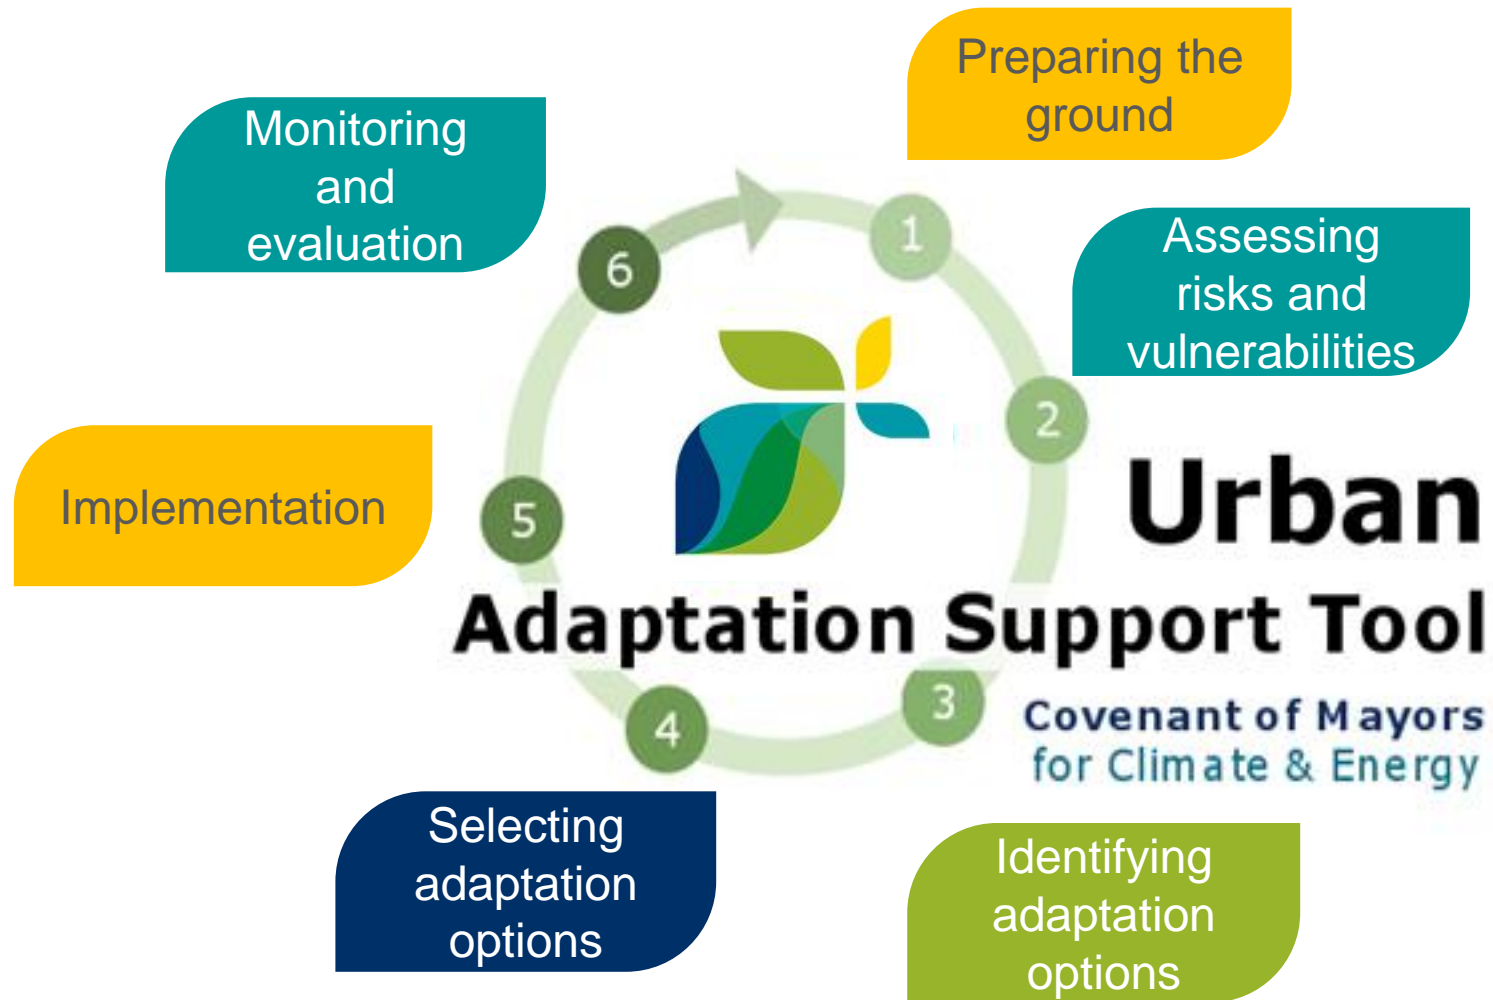 Preparing the
ground
1
Assessing
risks and
vulnerabilities
2
Identifying
adaptation
options
3
Selecting
adaptation
options
4
Implementation
5
Monitoring
and
evaluation
6
Urban
Adaptation Support Tool
Covenant of Mayors
for Climate & Energy